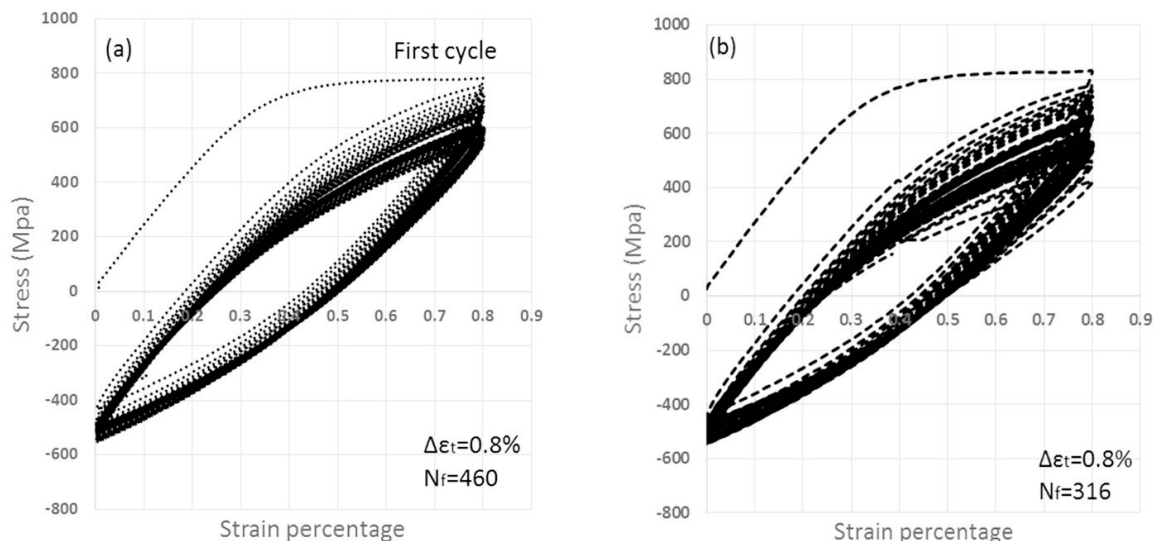 (a)
First cycle
Stress (Mpa)
1000
800
600
400
200
0
-200
-400
-600
-800
0 0.1 0.2 0.3 0.4 0.5 0.6 0.7 0.8 0.9
Δεt=0.8%
Nf=460
Strain percentage
(b)
Stress (Mpa)
1000
800
600
400
200
0
-200
-400
-600
-800
0 0.1 0.2 0.3 0.4 0.5 0.6 0.7 0.8 0.9
Δεt=0.8%
Nf=316
Strain percentage